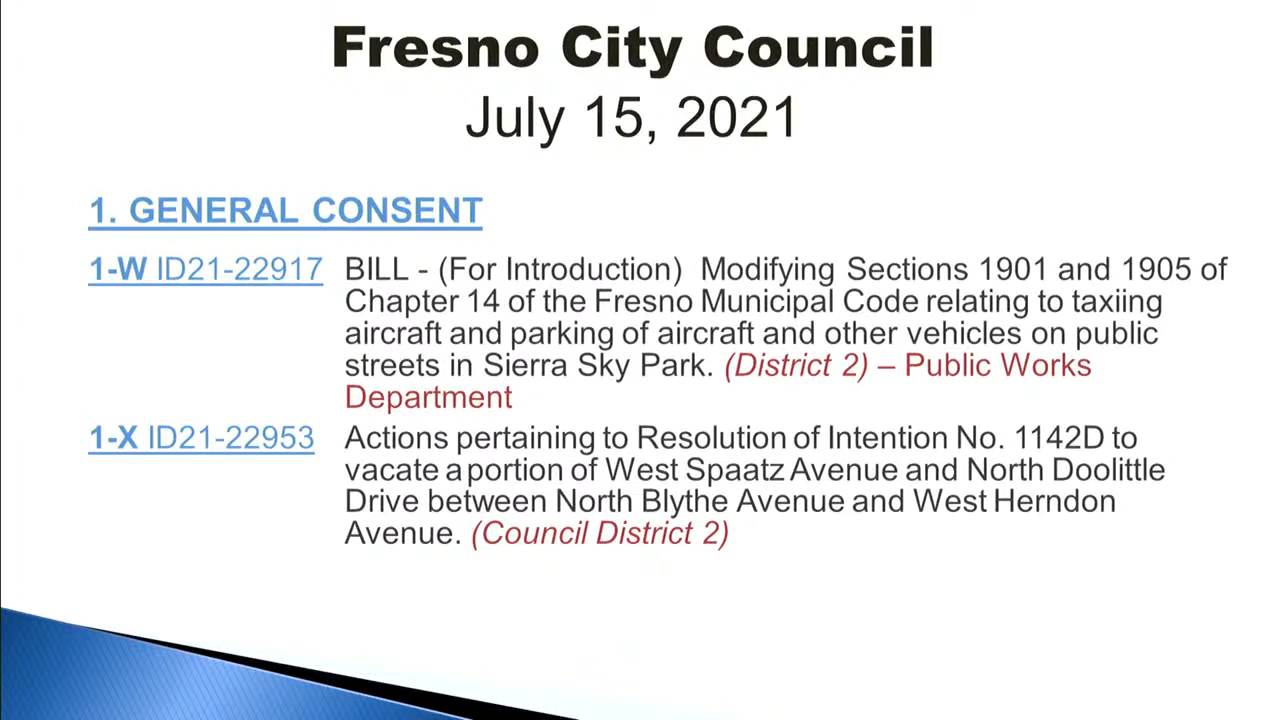 Fresno City Council
July 15, 2021
1. GENERAL CONSENT
1-W ID21-22917 BILL - (For Introduction) Modifying Sections 1901 and 1905 of
Chapter 14 of the Fresno Municipal Code relating to taxiing
aircraft and parking of aircraft and other vehicles on public
streets in Sierra Sky Park. (District 2) – Public Works
Department
1-X ID21-22953 Actions pertaining to Resolution of Intention No. 1142D to
vacate a portion of West Spaatz Avenue and North Doolittle
Drive between North Blythe Avenue and West Herndon
Avenue. (Council District 2)